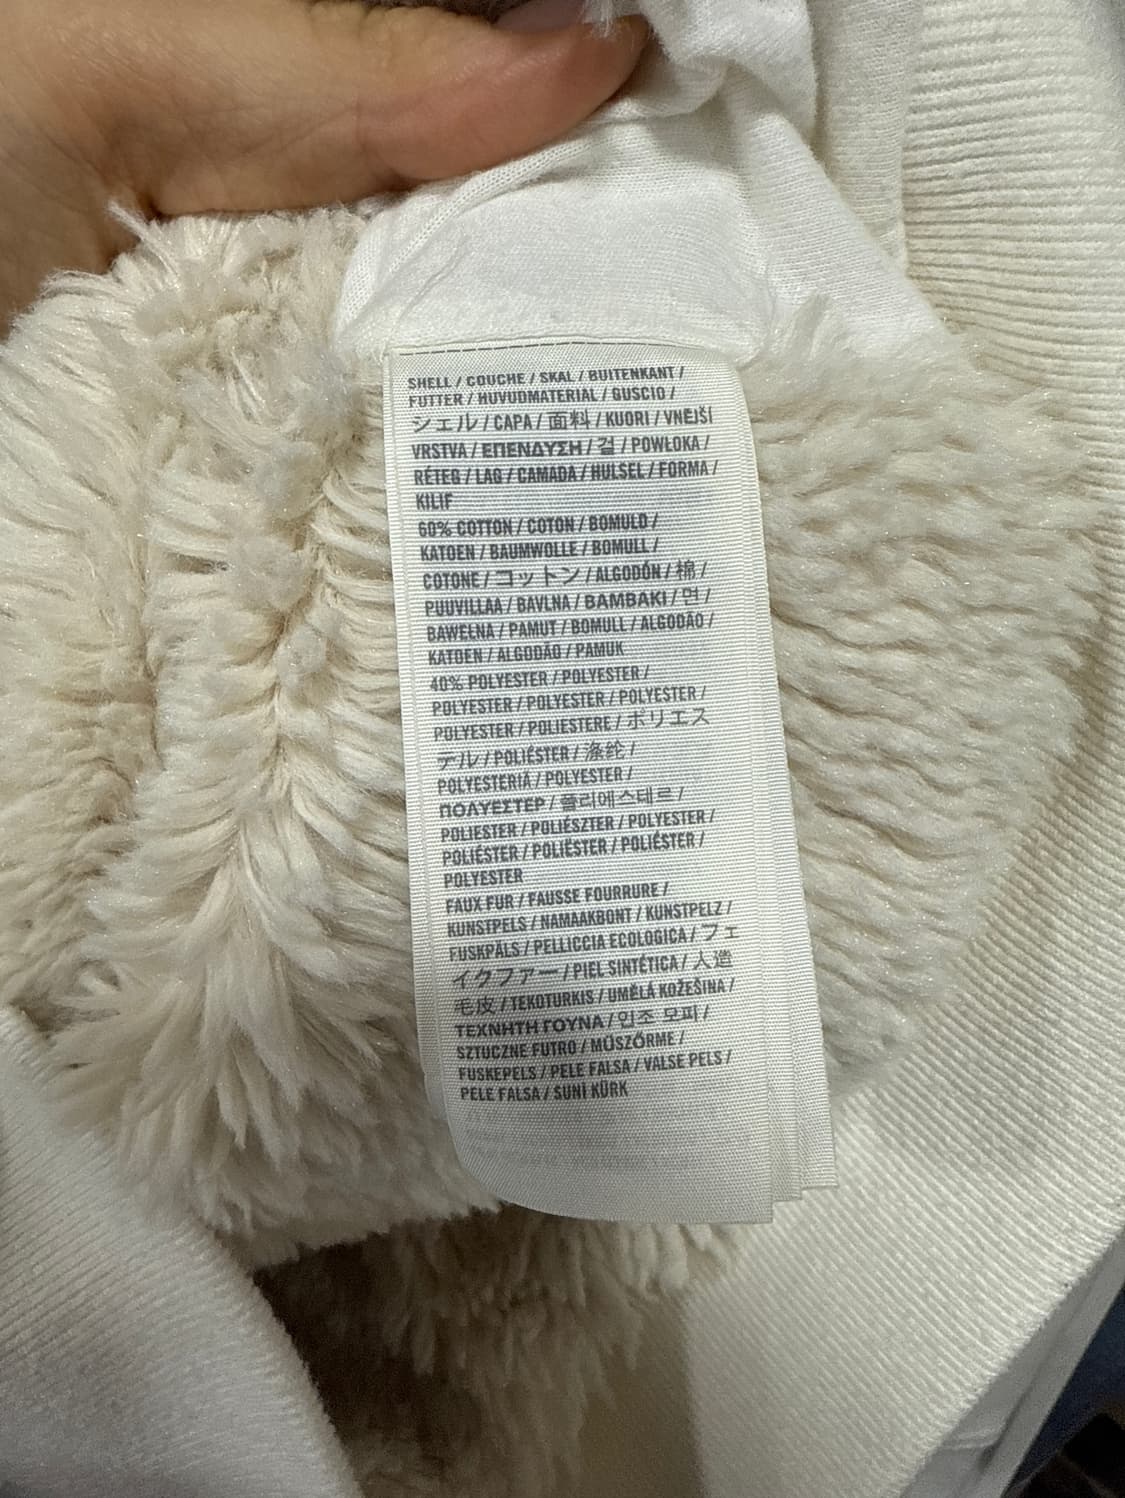 SHELL / COUCHE / SKAL / BUITENKANT /
FUTTER / HUVUDMATERIAL / GUSCIO /
シェル / CAPA / 面料 / KUORI / VNEJŠÍ
VRSTVA / ΕΠΕΝΔΥΣΗ / 겉 / POWŁOKA /
RÉTEG / LAG / CAMADA / HULSEL / FORMA /
KILIF
60% COTTON / COTON / BOMULD /
KATOEN / BAUMWOLLE / BOMULL /
COTONE / コットン / ALGODÓN / 棉 /
PUUVILLAA / BAVLNA / ΒΑΜΒΑΚΙ / 면 /
BAWEŁNA / PAMUT / BOMULL / ALGODÃO /
KATOEN / ALGODÃO / PAMUK
40% POLYESTER / POLYESTER /
POLYESTER / POLYESTER / POLYESTER /
POLYESTER / POLIESTERE / ポリエス
テル / POLIÉSTER / 涤纶 /
POLYESTERIÄ / POLYESTER /
ΠΟΛΥΕΣΤΕΡ / 폴리에스테르 /
POLIESTER / POLIÉSZTER / POLYESTER /
POLIÉSTER / POLIËSTER / POLIÉSTER /
POLYESTER
FAUX FUR / FAUSSE FOURRURE /
KUNSTPELS / NAMAAKBONT / KUNSTPELZ /
FUSKPÄLS / PELLICCIA ECOLOGICA / フェ
イクファー / PIEL SINTÉTICA / 人造
毛皮 / TEKOTURKIS / UMĚLÁ KOŽEŠINA /
ΤΕΧΝΗΤΗ ΓΟΥΝΑ / 인조 모피 /
SZTUCZNE FUTRO / MŰSZŐRME /
FUSKEPELS / PELE FALSA / VALSE PELS /
PELE FALSA / SUNI KÜRK